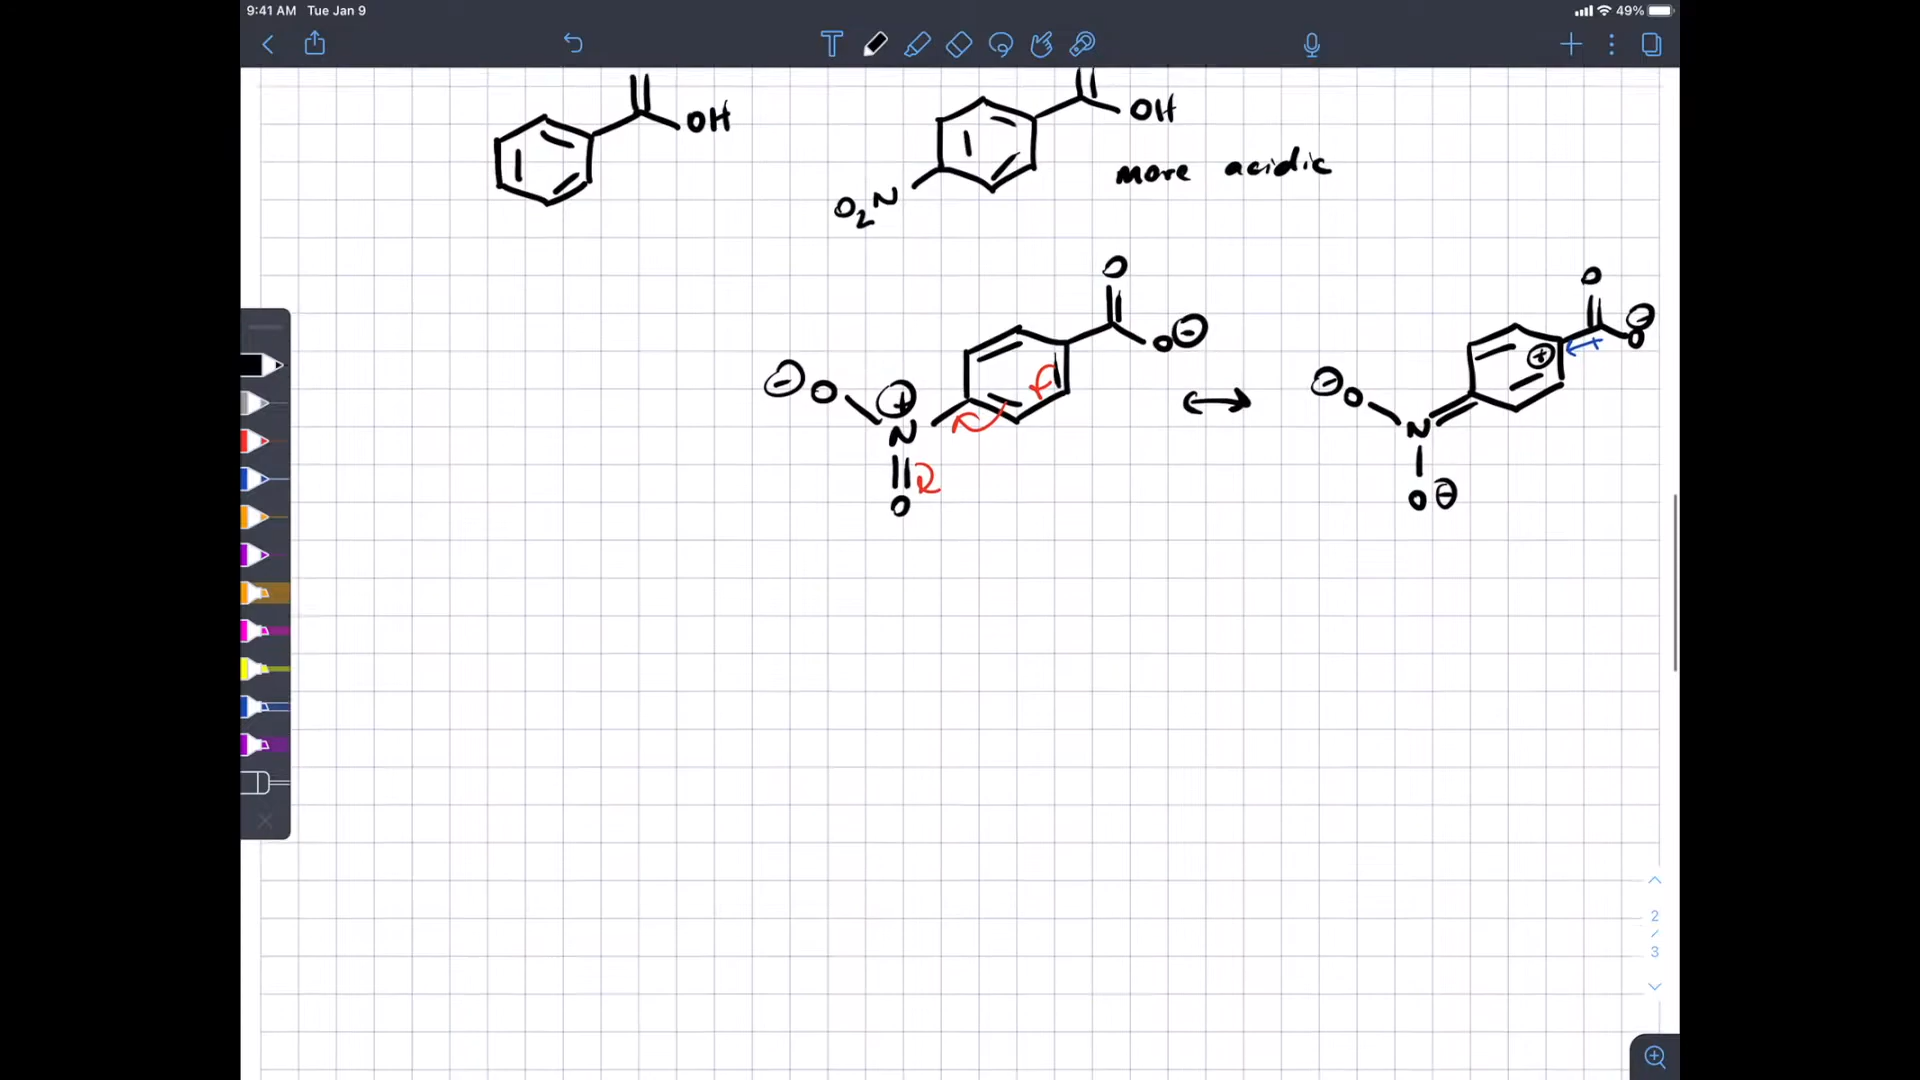 9:41 AM Tue Jan 9
49%
T
OH
OH
more acidic
O₂N
O
O
⊖
O
⊖
⊖
O
⊕
N
O
⊖
O
⊕
N
O
O
⊖
2
/
3